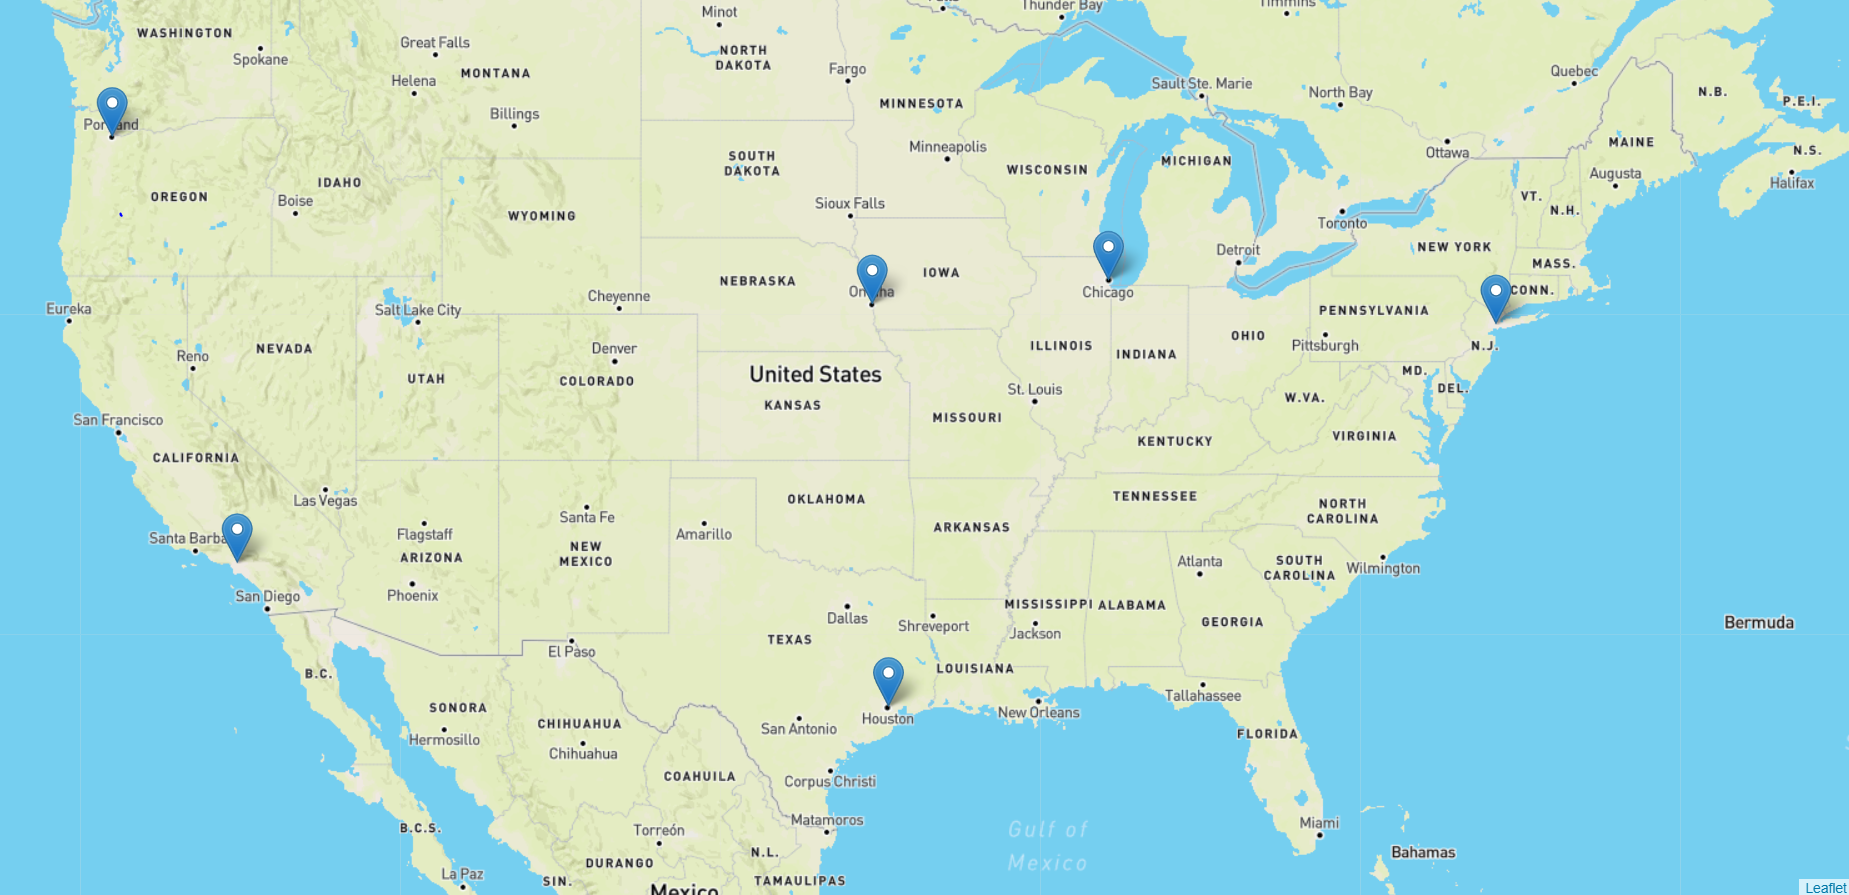 Minot
Thunder Bay
Timmins
WASHINGTON
Spokane
Great Falls
MONTANA
NORTH
DAKOTA
Fargo
Helena
Billings
MINNESOTA
Sault Ste. Marie
North Bay
Quebec
N.B.
P.E.I.
Portland
Minneapolis
WISCONSIN
MICHIGAN
Ottawa
MAINE
N.S.
Augusta
Halifax
SOUTH
DAKOTA
IDAHO
OREGON
Boise
WYOMING
Sioux Falls
VT.
N.H.
Toronto
Detroit
NEW YORK
MASS.
NEBRASKA
IOWA
Omaha
Chicago
CONN.
Eureka
Salt Lake City
Cheyenne
PENNSYLVANIA
Reno
NEVADA
Denver
COLORADO
UTAH
ILLINOIS
INDIANA
OHIO
Pittsburgh
N.J.
MD.
DEL.
United States
KANSAS
St. Louis
MISSOURI
W.VA.
VIRGINIA
KENTUCKY
San Francisco
CALIFORNIA
Las Vegas
OKLAHOMA
TENNESSEE
NORTH
CAROLINA
Santa Fe
Flagstaff
ARIZONA
NEW
MEXICO
Amarillo
ARKANSAS
Santa Barba
Atlanta
SOUTH
CAROLINA
Wilmington
San Diego
Phoenix
Dallas
Shreveport
MISSISSIPPI
ALABAMA
Jackson
GEORGIA
Bermuda
TEXAS
El Paso
LOUISIANA
B.C.
Tallahassee
SONORA
CHIHUAHUA
San Antonio
Houston
New Orleans
Hermosillo
Chihuahua
FLORIDA
COAHUILA
Corpus Christi
B.C.S.
Torreón
Matamoros
Gulf of
Mexico
Miami
Bahamas
DURANGO
N.L.
La Paz
SIN.
Mexico
TAMAULIPAS
Leaflet